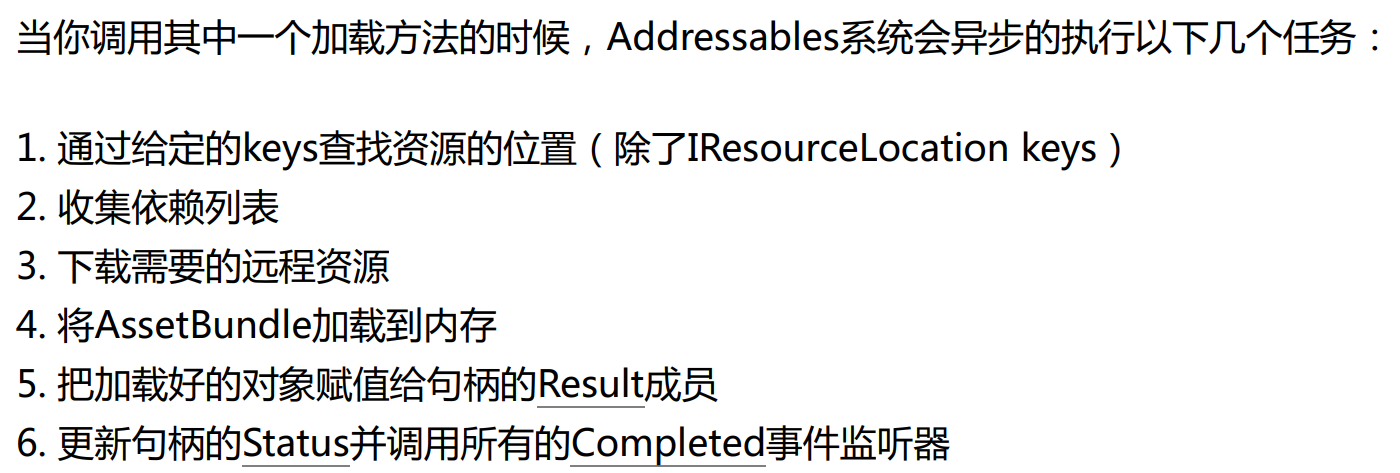 当你调用其中一个加载方法的时候，Addressables系统会异步的执行以下几个任务：
1. 通过给定的keys查找资源的位置（除了IResourceLocation keys）
2. 收集依赖列表
3. 下载需要的远程资源
4. 将AssetBundle加载到内存
5. 把加载好的对象赋值给句柄的Result成员
6. 更新句柄的Status并调用所有的Completed事件监听器